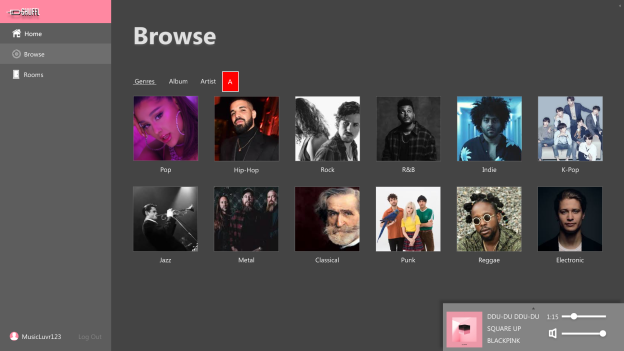 SHUFFL
Home
Browse
Rooms
MusicLuvr123
Log Out
Browse
Genres Album Artist A
Pop Hip-Hop Rock R&B Indie K-Pop
Jazz Metal Classical Punk Reggae Electronic
DDU-DU DDU-DU 1:15
SQUARE UP
BLACKPINK